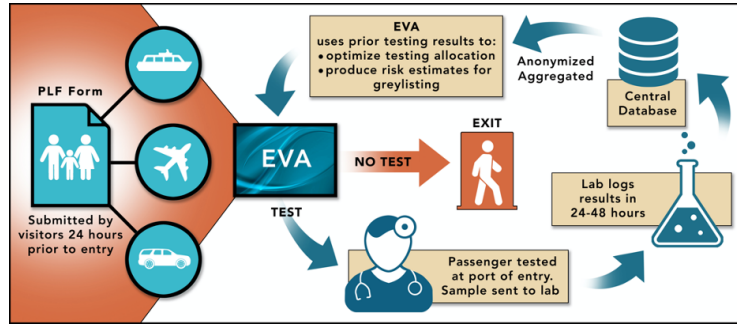 PLF Form
Submitted by
visitors 24 hours
prior to entry
EVA
uses prior testing results to:
• optimize testing allocation
• produce risk estimates for
greylisting
EVA
NO TEST
EXIT
TEST
Passenger tested
at port of entry.
Sample sent to lab
Lab logs
results in
24-48 hours
Central
Database
Anonymized
Aggregated